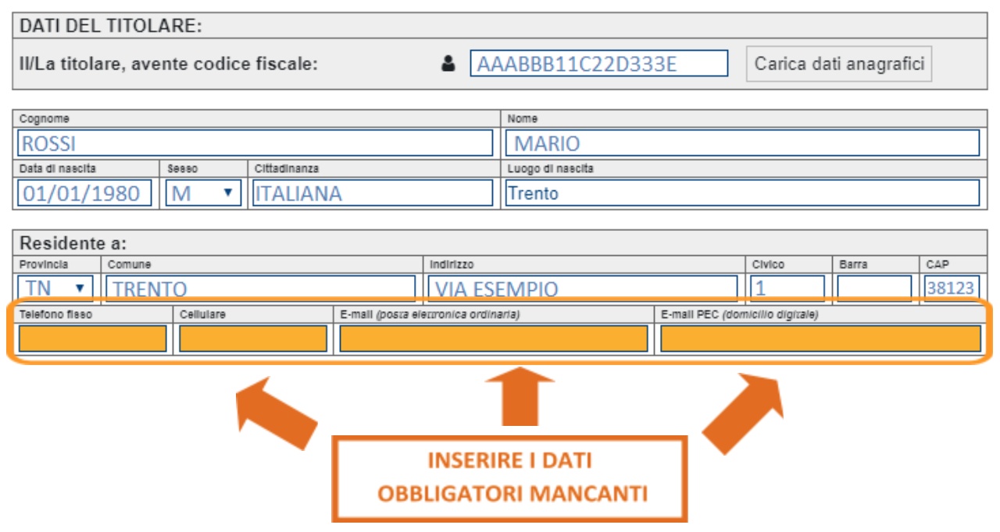 DATI DEL TITOLARE:
Il/La titolare, avente codice fiscale: AAABBB11C22D333E Carica dati anagrafici
Cognome Nome
ROSSI MARIO
Data di nascita Sesso Cittadinanza Luogo di nascita
01/01/1980 M ITALIANA Trento
Residente a:
Provincia Comune Indirizzo Civico Barra CAP
TN TRENTO VIA ESEMPIO 1 38123
Telefono fisso Cellulare E-mail (posta elettronica ordinaria) E-mail PEC (domicilio digitale)
INSERIRE I DATI
OBBLIGATORI MANCANTI